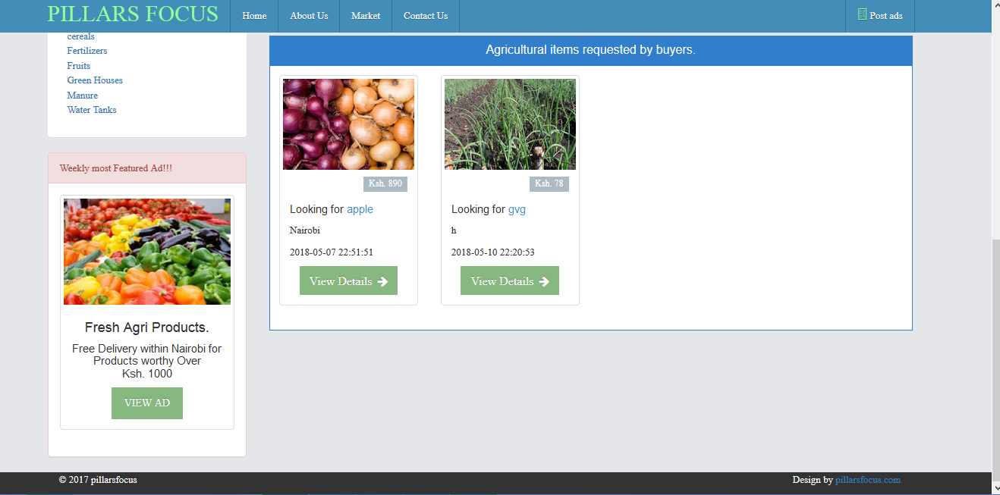 PILLARS FOCUS
Home
About Us
Market
Contact Us
Post ads
cereals
Fertilizers
Fruits
Green Houses
Manure
Water Tanks
Weekly most Featured Ad!!!
Fresh Agri Products.
Free Delivery within Nairobi for
Products worthy Over
Ksh. 1000
VIEW AD
Agricultural items requested by buyers.
Ksh. 890
Looking for apple
Nairobi
2018-05-07 22:51:51
View Details
Ksh. 78
Looking for gvg
h
2018-05-10 22:20:53
View Details
© 2017 pillarsfocus
Design by pillarsfocus.com